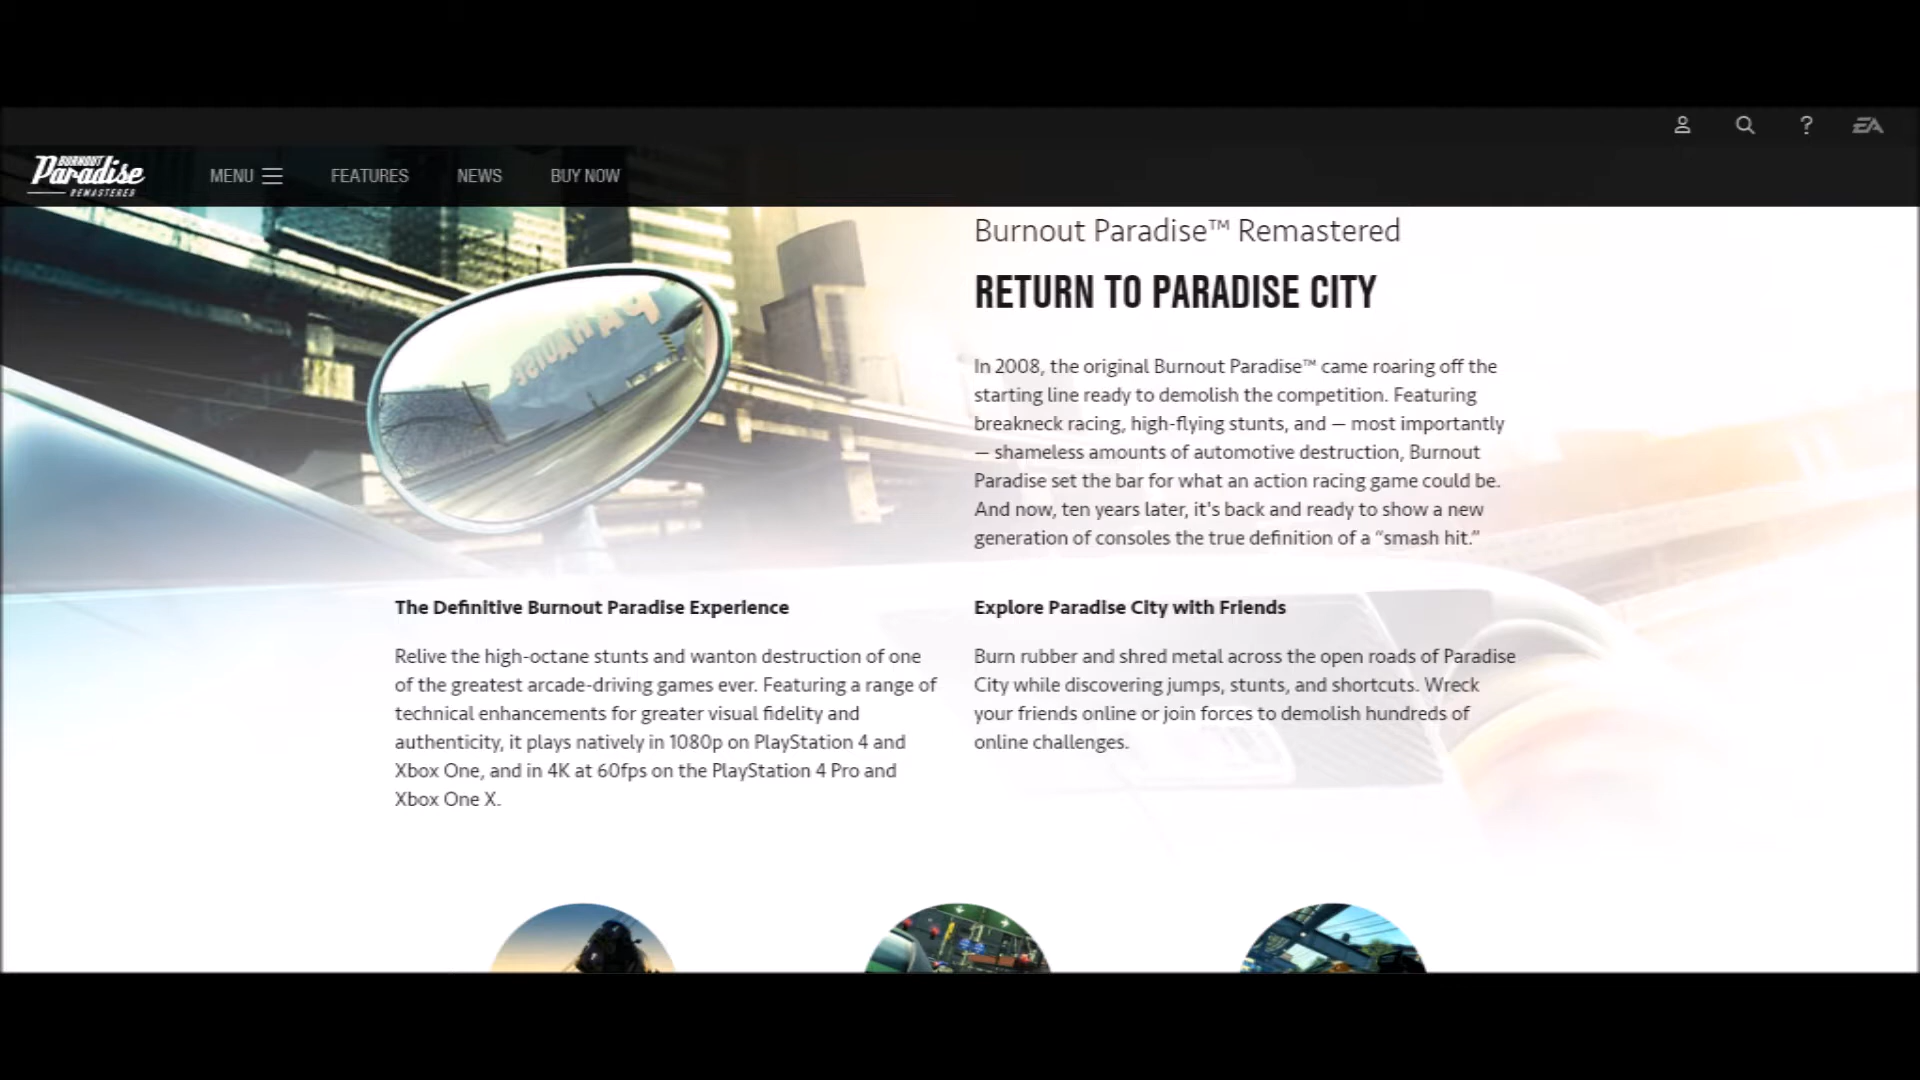 EA
BURNOUT
Paradise
REMASTERED
MENU
FEATURES
NEWS
BUY NOW
Burnout Paradise™ Remastered
RETURN TO PARADISE CITY
PARADISE
In 2008, the original Burnout Paradise™ came roaring off the
starting line ready to demolish the competition. Featuring
breakneck racing, high-flying stunts, and — most importantly
— shameless amounts of automotive destruction, Burnout
Paradise set the bar for what an action racing game could be.
And now, ten years later, it's back and ready to show a new
generation of consoles the true definition of a “smash hit.”
The Definitive Burnout Paradise Experience
Relive the high-octane stunts and wanton destruction of one
of the greatest arcade-driving games ever. Featuring a range of
technical enhancements for greater visual fidelity and
authenticity, it plays natively in 1080p on PlayStation 4 and
Xbox One, and in 4K at 60fps on the PlayStation 4 Pro and
Xbox One X.
Explore Paradise City with Friends
Burn rubber and shred metal across the open roads of Paradise
City while discovering jumps, stunts, and shortcuts. Wreck
your friends online or join forces to demolish hundreds of
online challenges.